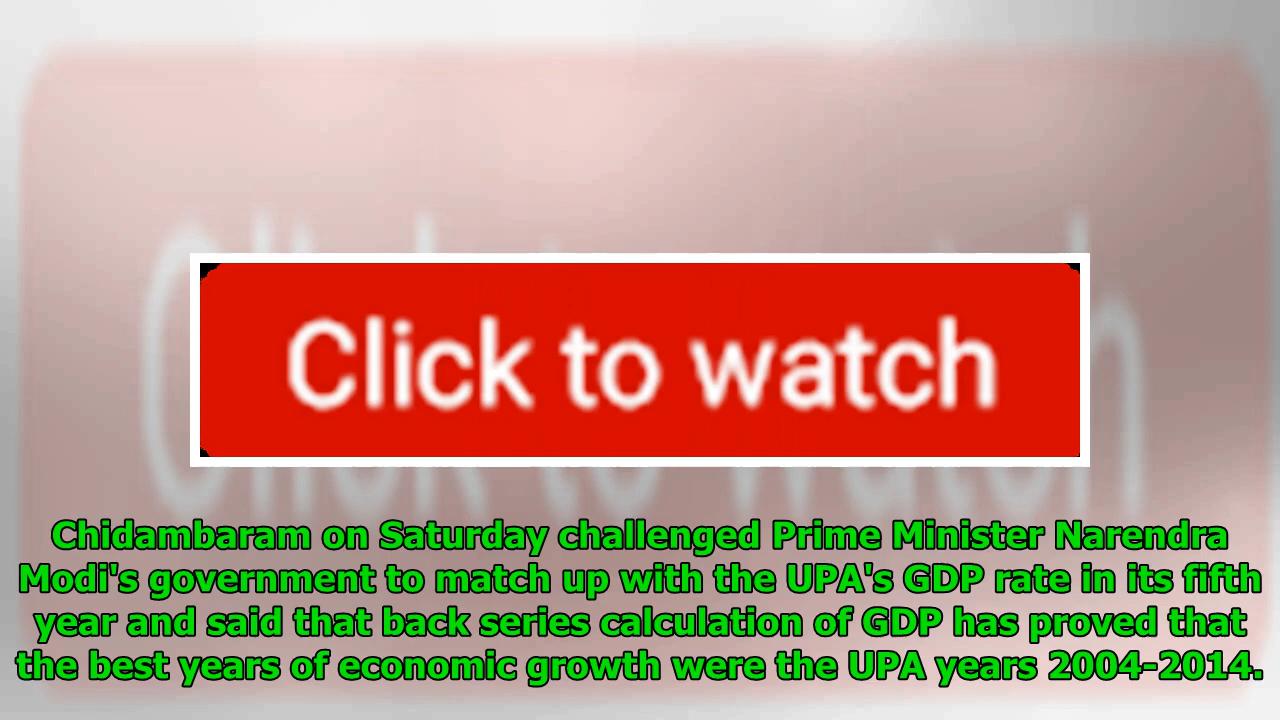 Click to watch
Chidambaram on Saturday challenged Prime Minister Narendra
Modi's government to match up with the UPA's GDP rate in its fifth
year and said that back series calculation of GDP has proved that
the best years of economic growth were the UPA years 2004-2014.